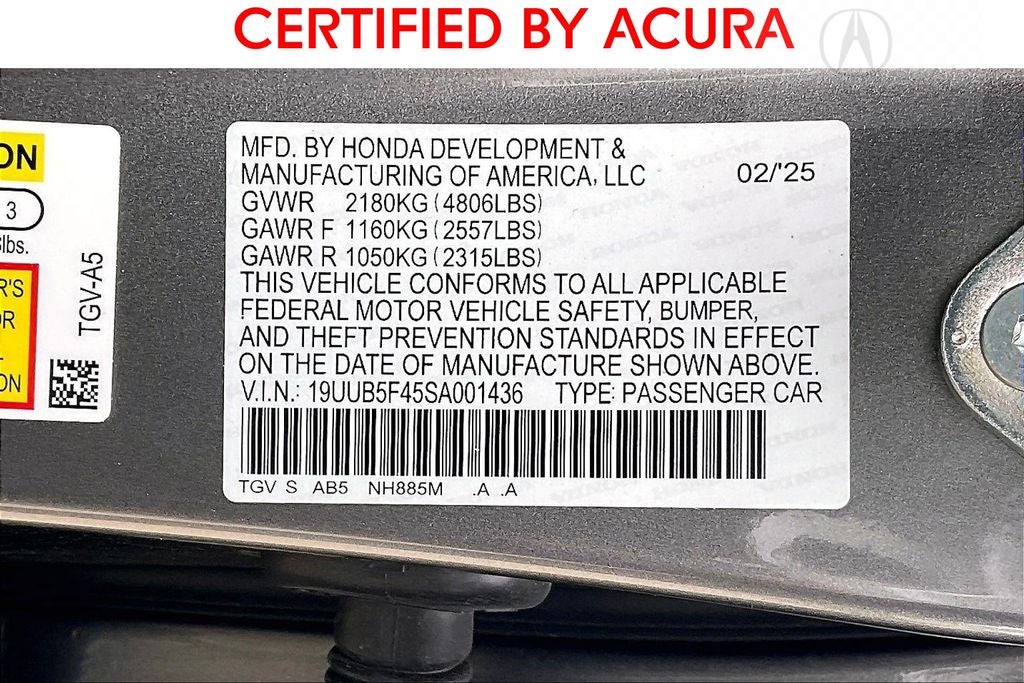 CERTIFIED BY ACURA
MFD. BY HONDA DEVELOPMENT &
MANUFACTURING OF AMERICA, LLC 02/'25
GVWR 2180KG (4806LBS)
GAWR F 1160KG (2557LBS)
GAWR R 1050KG (2315LBS)
THIS VEHICLE CONFORMS TO ALL APPLICABLE
FEDERAL MOTOR VEHICLE SAFETY, BUMPER,
AND THEFT PREVENTION STANDARDS IN EFFECT
ON THE DATE OF MANUFACTURE SHOWN ABOVE.
V.I.N.: 19UUB5F45SA001436 TYPE: PASSENGER CAR
TGV S AB5 NH885M .A .A
3
lbs.
TGV-A5